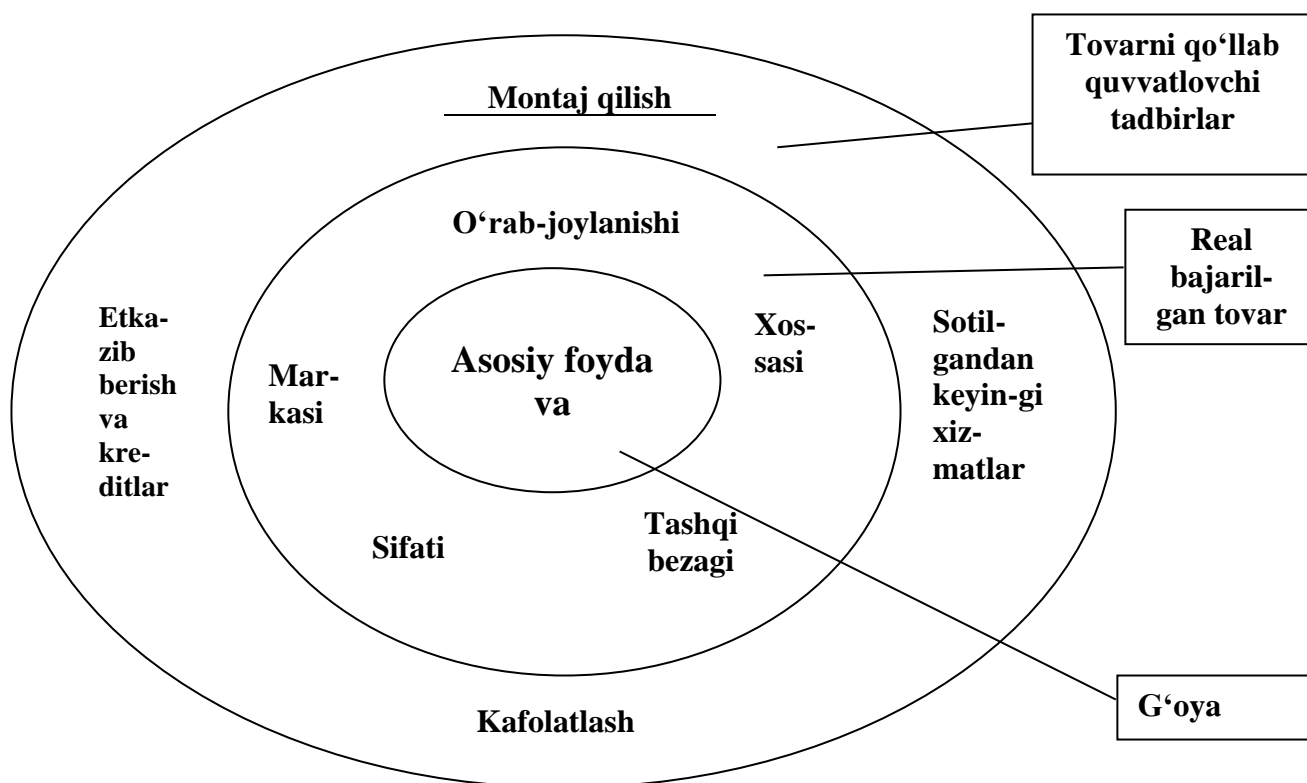 Tovarni qo‘llab
quvvatlovchi
tadbirlar
Montaj qilish
O‘rab-joylanishi
Real
bajaril-
gan tovar
Etka-
zib
berish
va
kre-
ditlar
Mar-
kasi
Asosiy foyda
va
Xos-
sasi
Sotil-
gandan
keyin-gi
xiz-
matlar
Sifati
Tashqi
bezagi
Kafolatlash
G‘oya